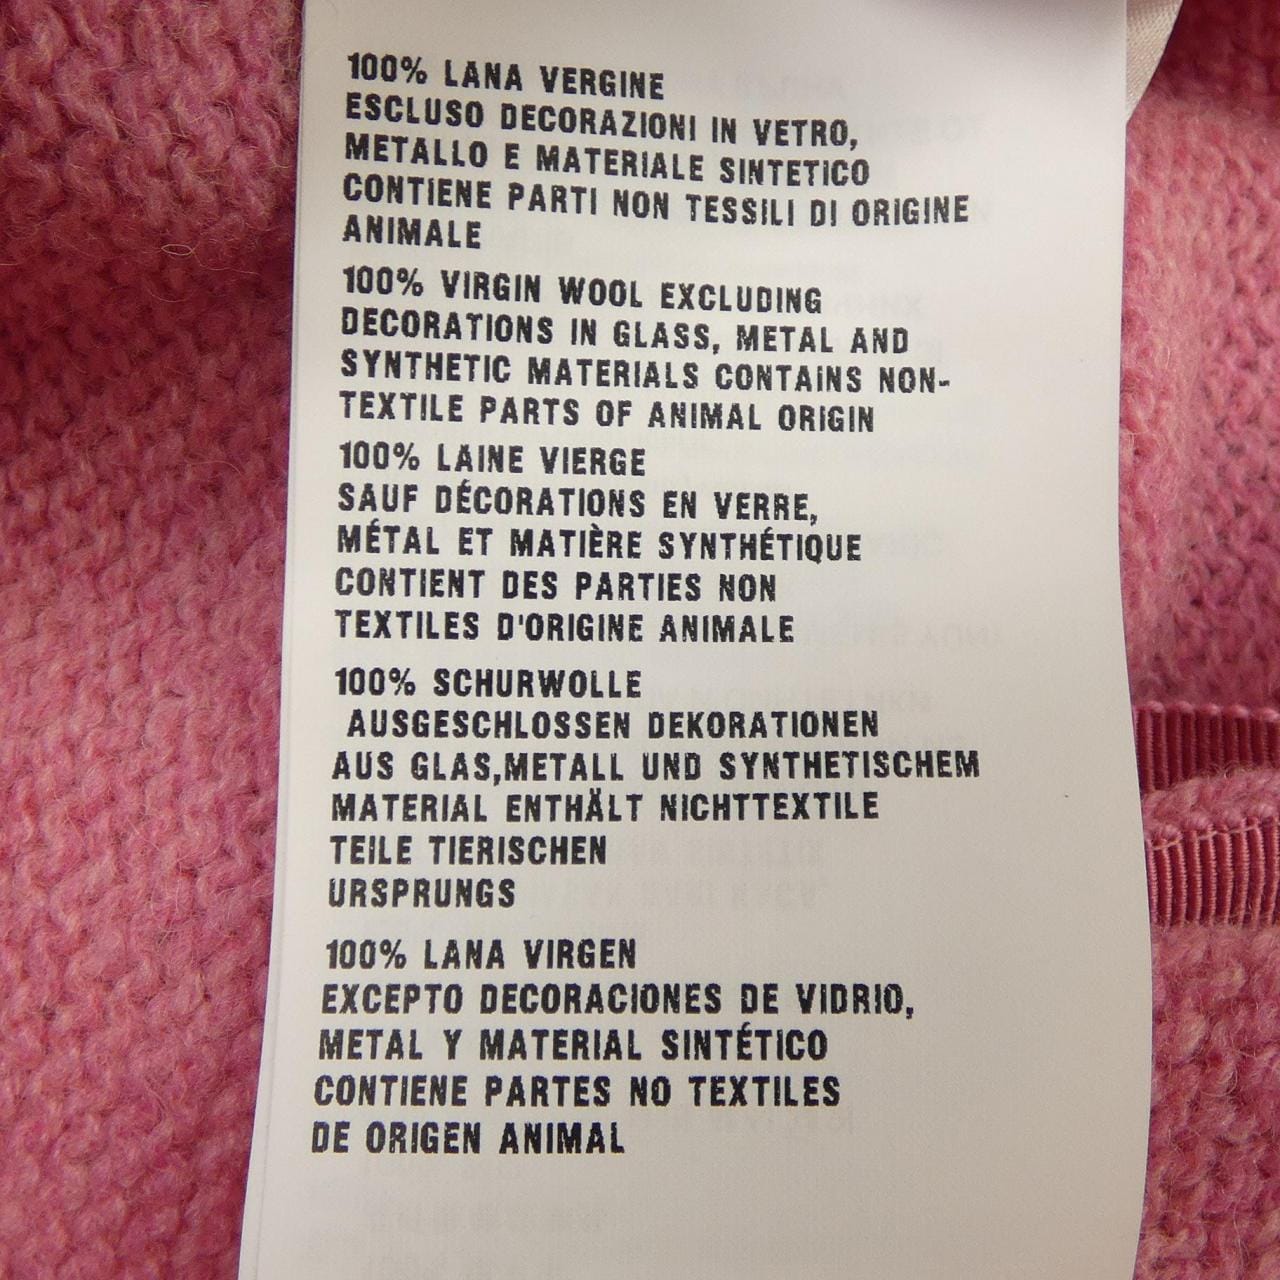 100% LANA VERGINE
ESCLUSO DECORAZIONI IN VETRO,
METALLO E MATERIALE SINTETICO
CONTIENE PARTI NON TESSILI DI ORIGINE
ANIMALE
100% VIRGIN WOOL EXCLUDING
DECORATIONS IN GLASS, METAL AND
SYNTHETIC MATERIALS CONTAINS NON-
TEXTILE PARTS OF ANIMAL ORIGIN
100% LAINE VIERGE
SAUF DÉCORATIONS EN VERRE,
MÉTAL ET MATIÈRE SYNTHÉTIQUE
CONTIENT DES PARTIES NON
TEXTILES D'ORIGINE ANIMALE
100% SCHURWOLLE
AUSGESCHLOSSEN DEKORATIONEN
AUS GLAS,METALL UND SYNTHETISCHEM
MATERIAL ENTHÄLT NICHTTEXTILE
TEILE TIERISCHEN
URSPRUNGS
100% LANA VIRGEN
EXCEPTO DECORACIONES DE VIDRIO,
METAL Y MATERIAL SINTÉTICO
CONTIENE PARTES NO TEXTILES
DE ORIGEN ANIMAL